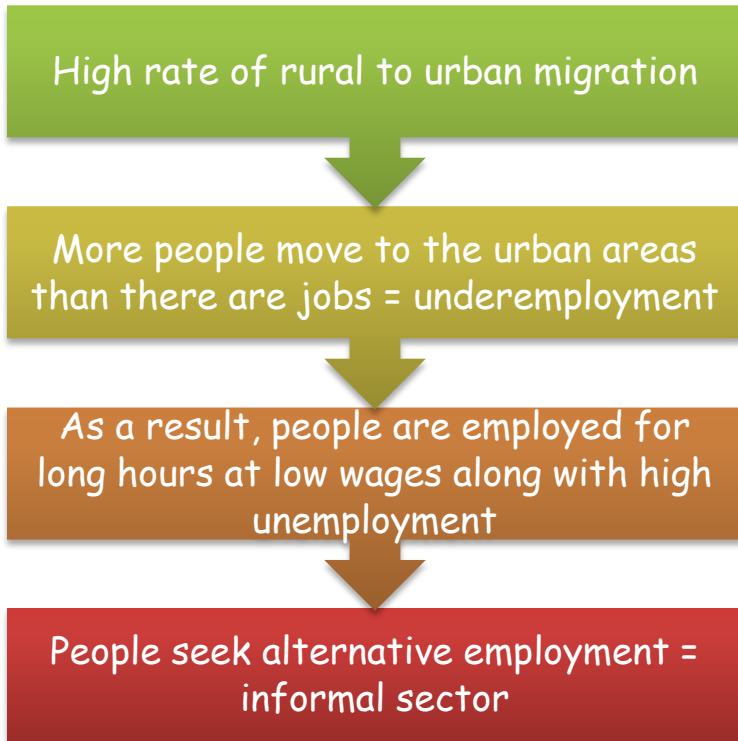 High rate of rural to urban migration
More people move to the urban areas
than there are jobs = underemployment
As a result, people are employed for
long hours at low wages along with high
unemployment
People seek alternative employment =
informal sector